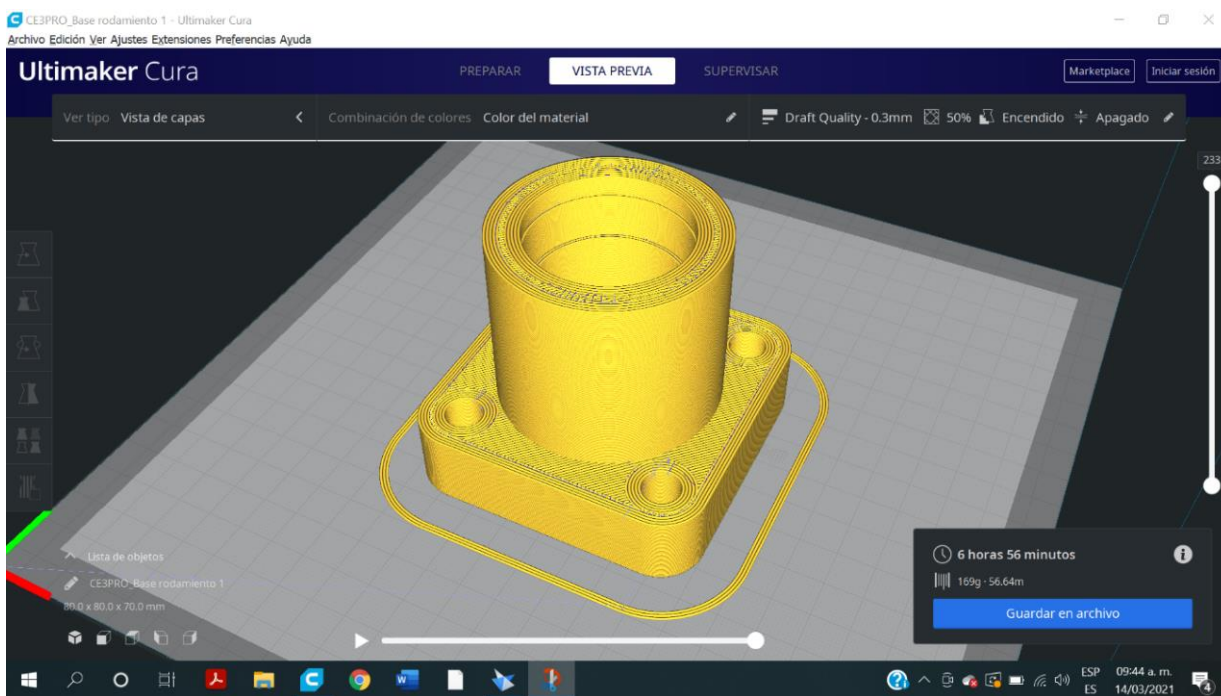 CE3PRO_Base rodamiento 1 - Ultimaker Cura
Archivo Edición Ver Ajustes Extensiones Preferencias Ayuda
Ultimaker Cura
PREPARAR
VISTA PREVIA
SUPERVISAR
Marketplace
Iniciar sesión
Ver tipo Vista de capas
Combinación de colores Color del material
Draft Quality - 0.3mm 50% Encendido Apagado
233
Lista de objetos
CE3PRO_Base rodamiento 1
80.0 x 80.0 x 70.0 mm
6 horas 56 minutos
169g · 56.64m
Guardar en archivo
ESP 09:44 a. m.
ES 14/03/2021
4